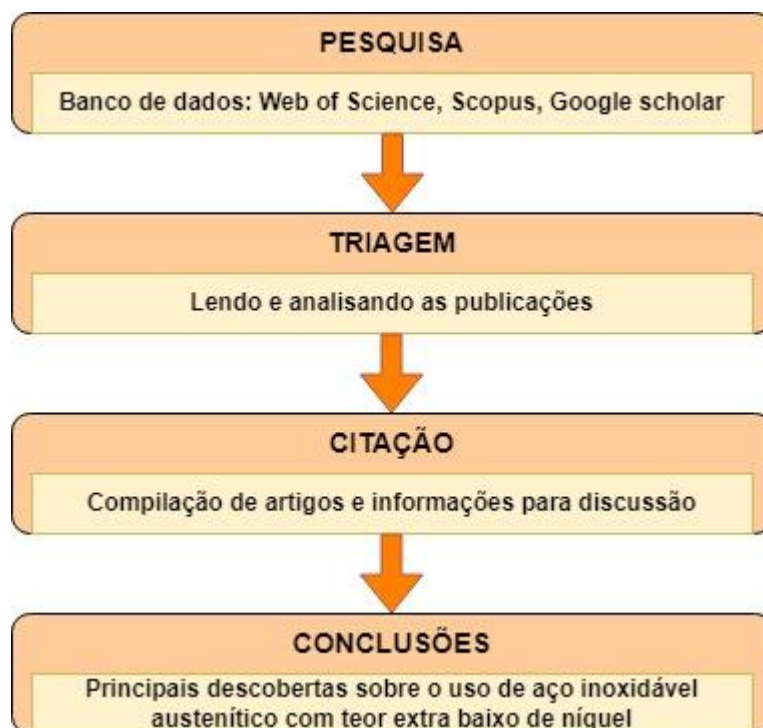 PESQUISA
Banco de dados: Web of Science, Scopus, Google scholar
TRIAGEM
Lendo e analisando as publicações
CITAÇÃO
Compilação de artigos e informações para discussão
CONCLUSÕES
Principais descobertas sobre o uso de aço inoxidável
austenítico com teor extra baixo de níquel